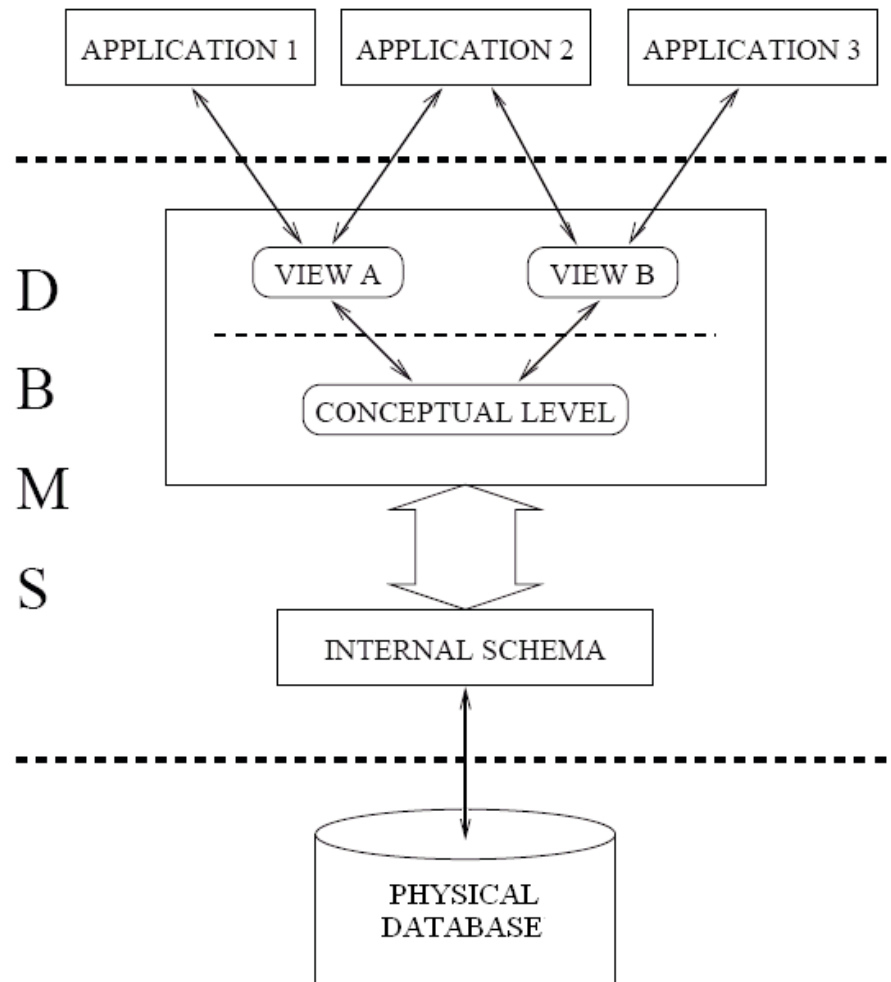 APPLICATION 1
APPLICATION 2
APPLICATION 3
D
B
M
S
VIEW A
VIEW B
CONCEPTUAL LEVEL
INTERNAL SCHEMA
PHYSICAL
DATABASE